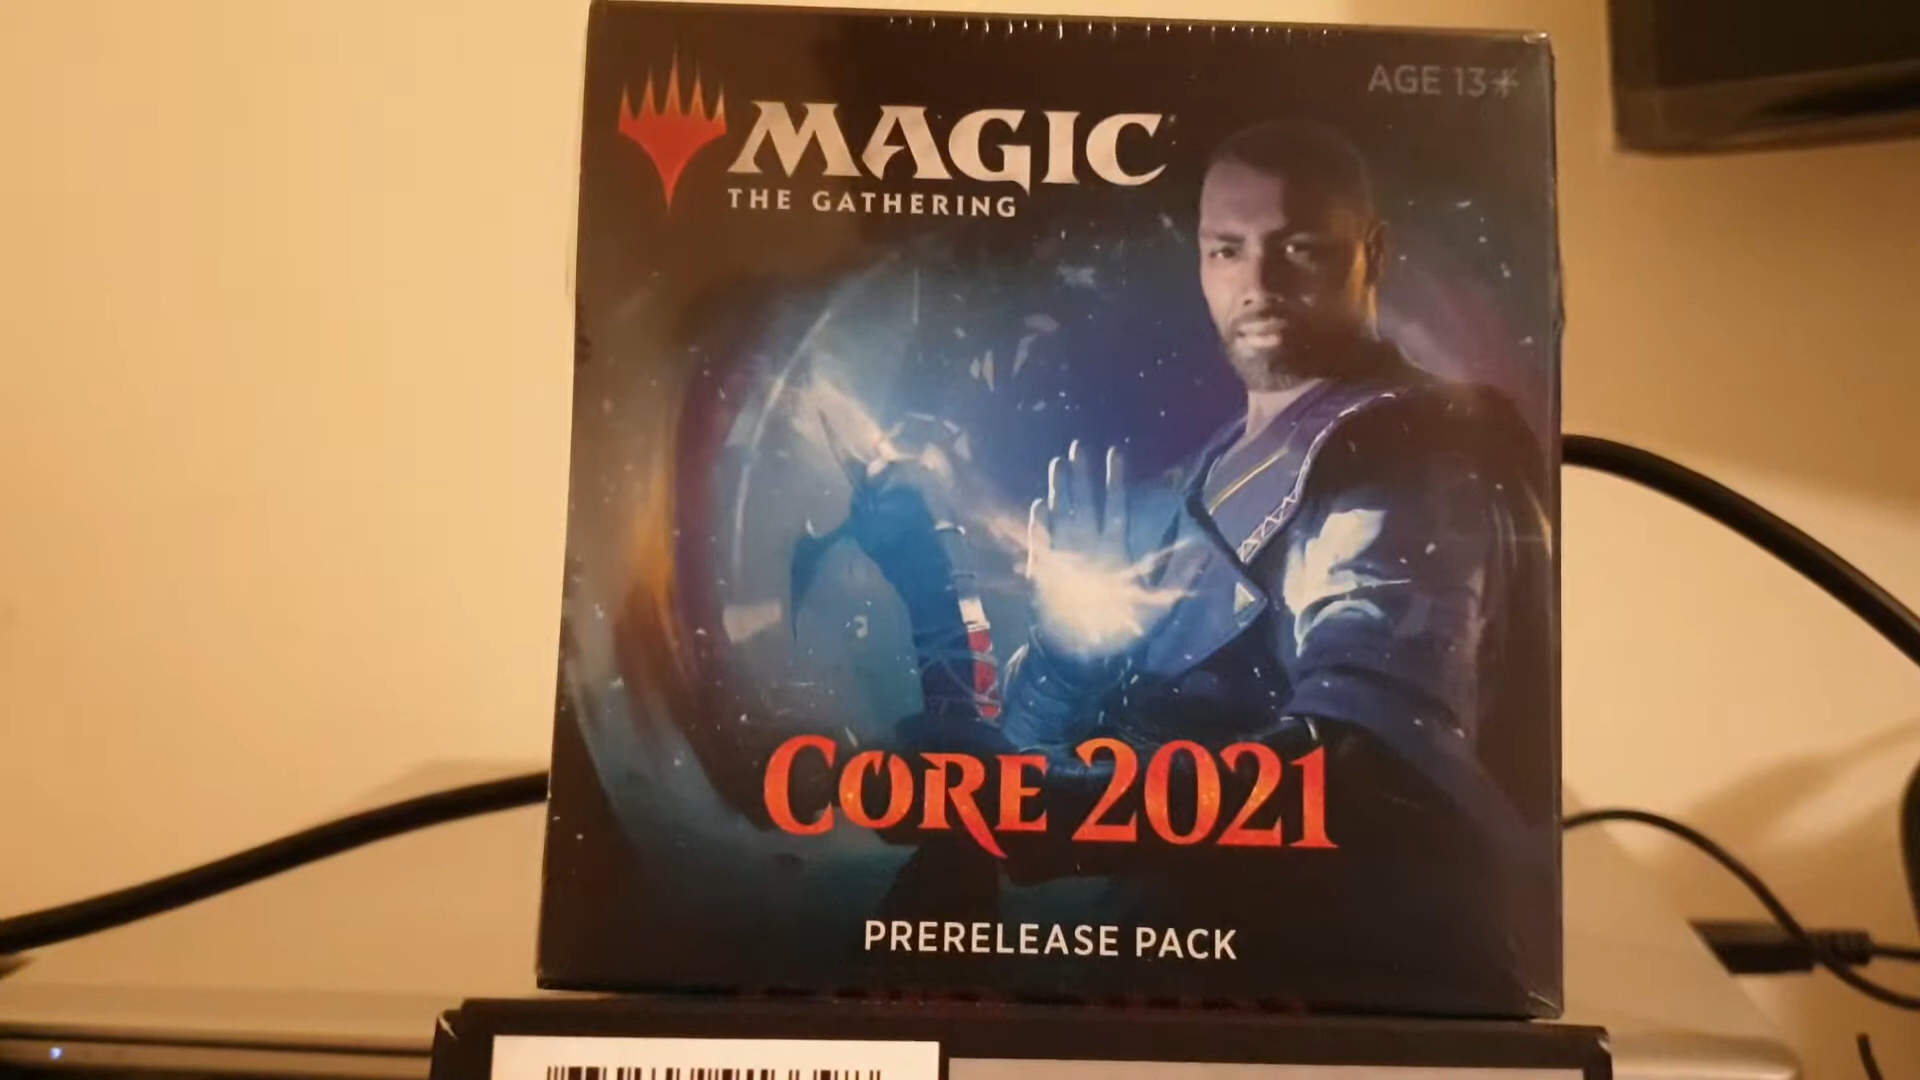 AGE 13+
MAGIC
THE GATHERING
CORE 2021
PRERELEASE PACK